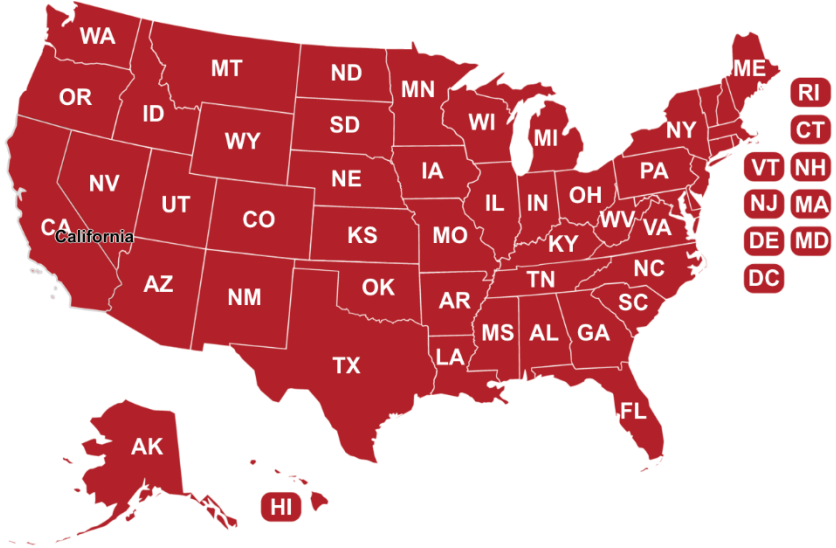 WA
MT
ND
MN
ME
OR
ID
SD
WI
MI
NY
RI
CT
WY
NE
IA
PA
VT
NH
NV
UT
CO
IL
IN
OH
NJ
MA
CA
California
KS
MO
KY
WV
VA
DE
MD
AZ
NM
OK
AR
TN
NC
DC
SC
TX
LA
MS
AL
GA
FL
AK
HI